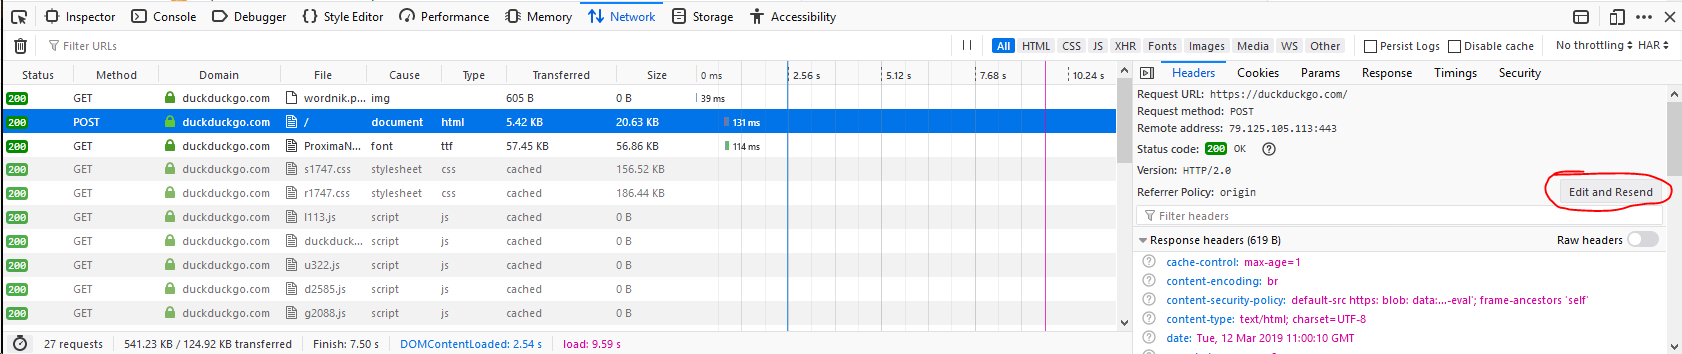 Inspector Console Debugger Style Editor Performance Memory Network Storage Accessibility
Filter URLs All HTML CSS JS XHR Fonts Images Media WS Other Persist Logs Disable cache No throttling HAR
Status Method Domain File Cause Type Transferred Size 0 ms 2.56 s 5.12 s 7.68 s 10.24 s
200 GET duckduckgo.com wordnik.p... img 605 B 0 B 39 ms
200 POST duckduckgo.com / document html 5.42 KB 20.63 KB 131 ms
200 GET duckduckgo.com ProximaN... font ttf 57.45 KB 56.86 KB 114 ms
200 GET duckduckgo.com s1747.css stylesheet css cached 156.52 KB
200 GET duckduckgo.com r1747.css stylesheet css cached 186.44 KB
200 GET duckduckgo.com l113.js script js cached 0 B
200 GET duckduckgo.com duckduck... script js cached 0 B
200 GET duckduckgo.com u322.js script js cached 0 B
200 GET duckduckgo.com d2585.js script js cached 0 B
200 GET duckduckgo.com g2088.js script js cached 0 B
27 requests 541.23 KB / 124.92 KB transferred Finish: 7.50 s DOMContentLoaded: 2.54 s load: 9.59 s
Headers Cookies Params Response Timings Security
Request URL: https://duckduckgo.com/
Request method: POST
Remote address: 79.125.105.113:443
Status code: 200 OK ?
Version: HTTP/2.0
Referrer Policy: origin Edit and Resend
Filter headers
Response headers (619 B) Raw headers
? cache-control: max-age=1
? content-encoding: br
? content-security-policy: default-src https: blob: data:...-eval'; frame-ancestors 'self'
? content-type: text/html; charset=UTF-8
? date: Tue, 12 Mar 2019 11:00:10 GMT